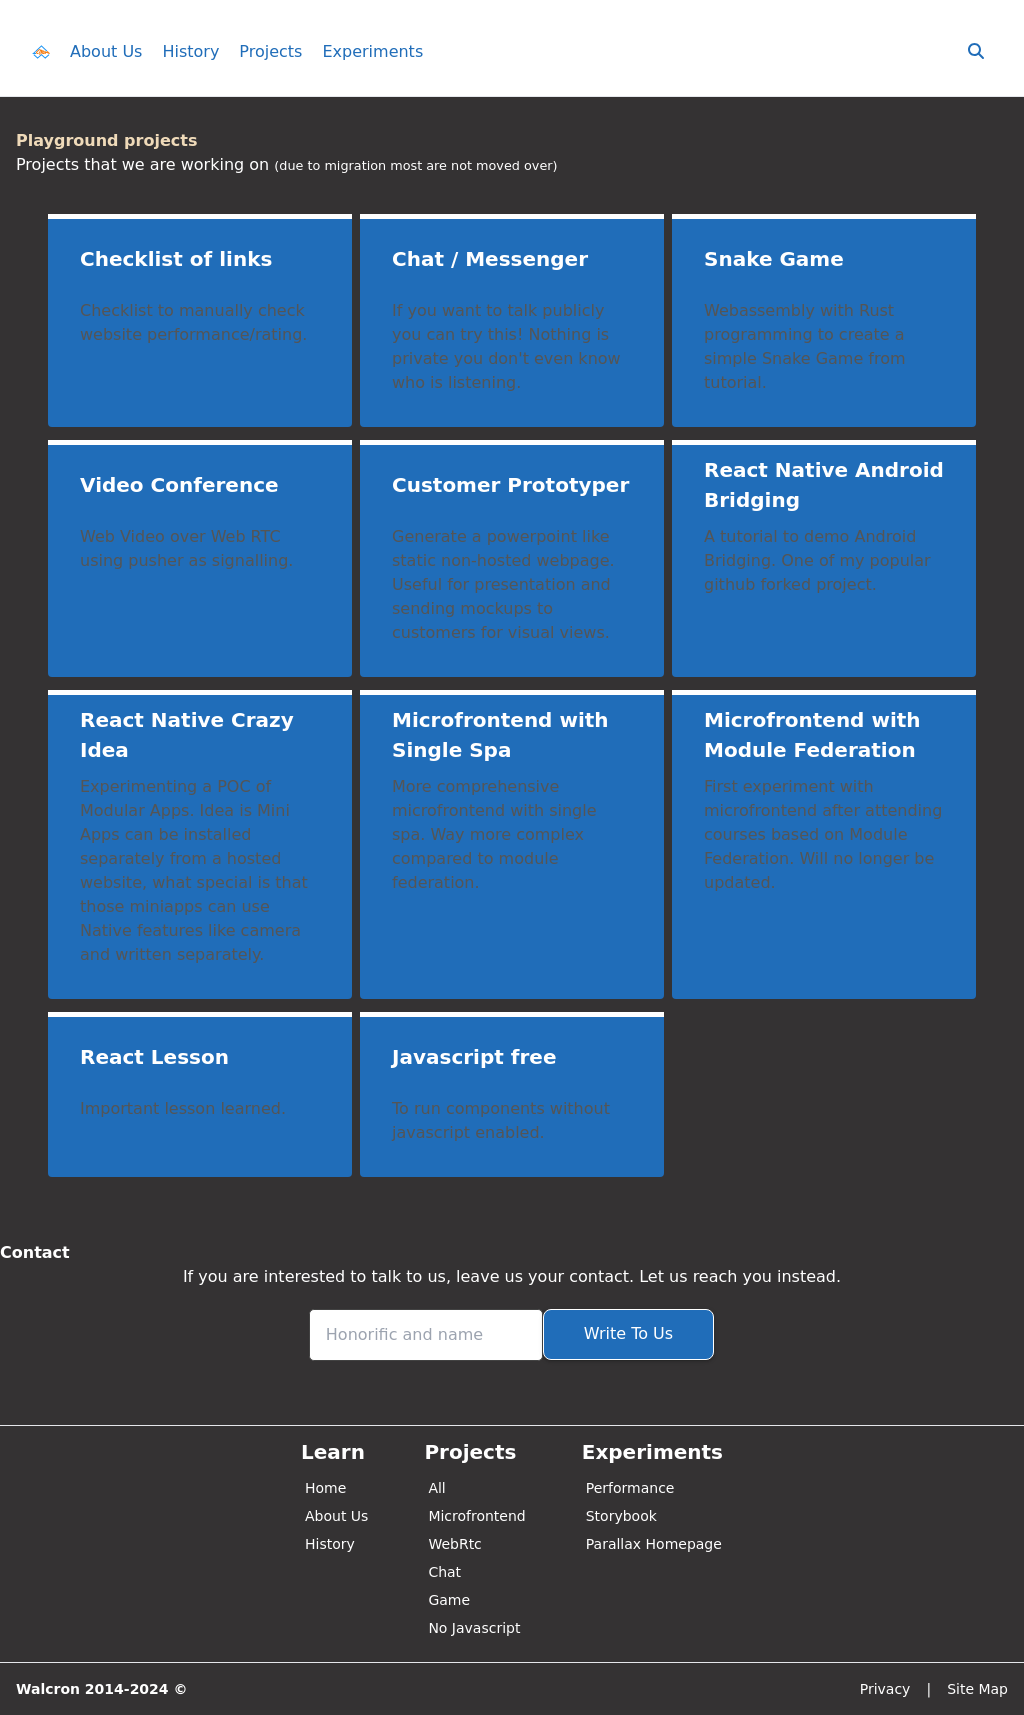 About Us History Projects Experiments
Playground projects
Projects that we are working on (due to migration most are not moved over)
Checklist of links
Checklist to manually check
website performance/rating.
Chat / Messenger
If you want to talk publicly
you can try this! Nothing is
private you don't even know
who is listening.
Snake Game
Webassembly with Rust
programming to create a
simple Snake Game from
tutorial.
Video Conference
Web Video over Web RTC
using pusher as signalling.
Customer Prototyper
Generate a powerpoint like
static non-hosted webpage.
Useful for presentation and
sending mockups to
customers for visual views.
React Native Android
Bridging
A tutorial to demo Android
Bridging. One of my popular
github forked project.
React Native Crazy
Idea
Experimenting a POC of
Modular Apps. Idea is Mini
Apps can be installed
separately from a hosted
website, what special is that
those miniapps can use
Native features like camera
and written separately.
Microfrontend with
Single Spa
More comprehensive
microfrontend with single
spa. Way more complex
compared to module
federation.
Microfrontend with
Module Federation
First experiment with
microfrontend after attending
courses based on Module
Federation. Will no longer be
updated.
React Lesson
Important lesson learned.
Javascript free
To run components without
javascript enabled.
Contact
If you are interested to talk to us, leave us your contact. Let us reach you instead.
Honorific and name
Write To Us
Learn
Home
About Us
History
Projects
All
Microfrontend
WebRtc
Chat
Game
No Javascript
Experiments
Performance
Storybook
Parallax Homepage
Walcron 2014-2024 ©
Privacy | Site Map